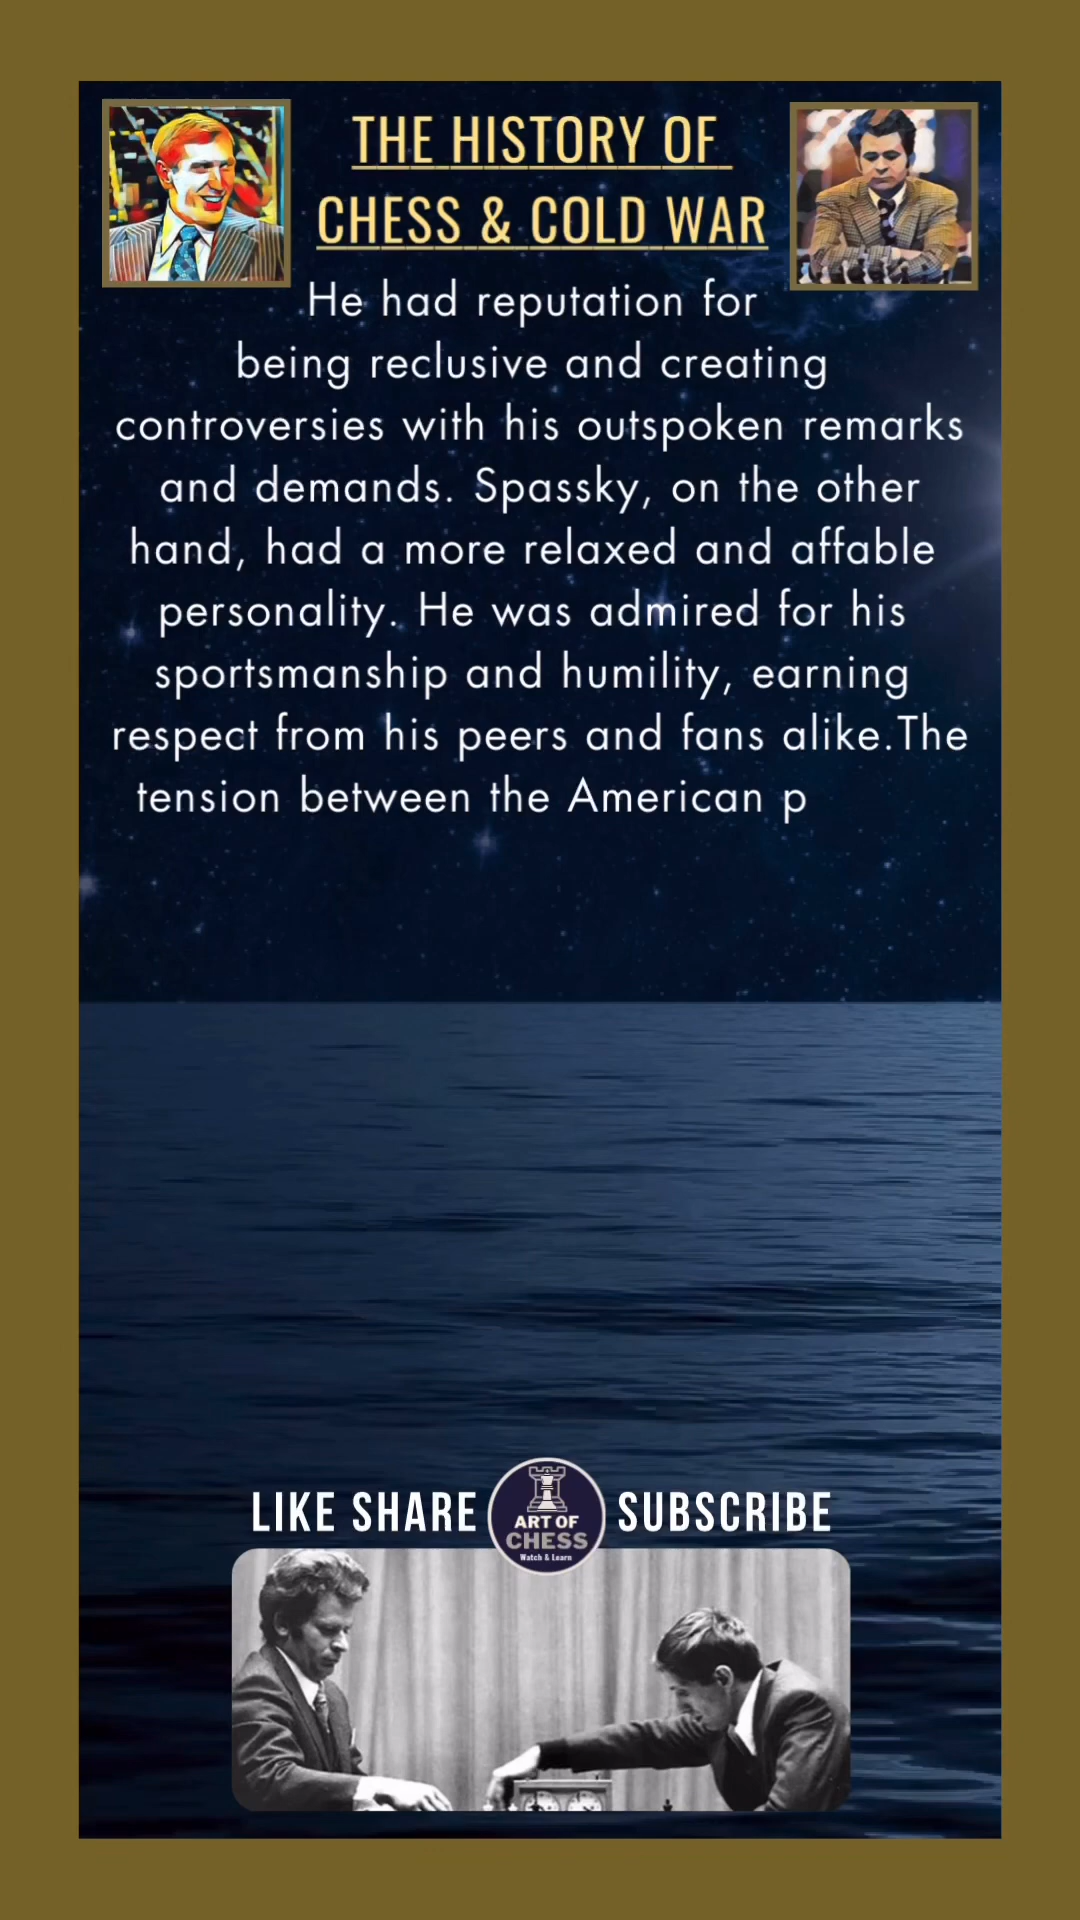 THE HISTORY OF
CHESS & COLD WAR
He had reputation for
being reclusive and creating
controversies with his outspoken remarks
and demands. Spassky, on the other
hand, had a more relaxed and affable
personality. He was admired for his
sportsmanship and humility, earning
respect from his peers and fans alike.The
tension between the American p
LIKE SHARE
ART OF
CHESS
Watch & Learn
SUBSCRIBE